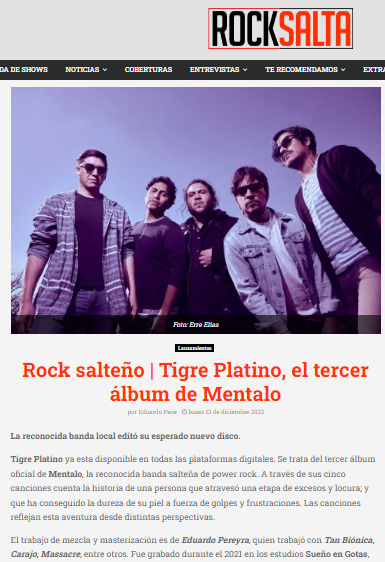 ROCKSALTA
DA DE SHOWS NOTICIAS COBERTURAS ENTREVISTAS TE RECOMENDAMOS EXTRA
Foto: Erre Elias
Lanzamientos
Rock salteño | Tigre Platino, el tercer
álbum de Mentalo
por Eduardo Pece lunes 12 de diciembre 2022
La reconocida banda local editó su esperado nuevo disco.
Tigre Platino ya esta disponible en todas las plataformas digitales. Se trata del tercer álbum
oficial de Mentalo, la reconocida banda salteña de power rock. A través de sus cinco
canciones cuenta la historia de una persona que atravesó una etapa de excesos y locura; y
que ha conseguido la dureza de su piel a fuerza de golpes y frustraciones. Las canciones
reflejan esta aventura desde distintas perspectivas.
El trabajo de mezcla y masterización es de Eduardo Pereyra, quien trabajó con Tan Biónica,
Carajo, Massacre, entre otros. Fue grabado durante el 2021 en los estudios Sueño en Gotas,